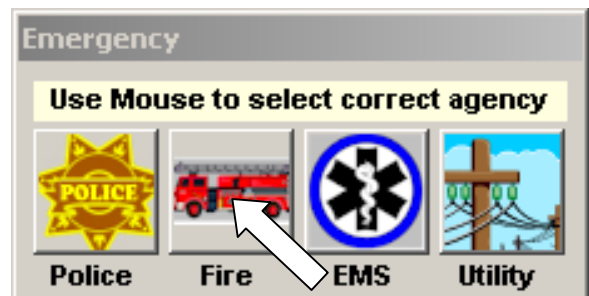 Emergency
Use Mouse to select correct agency
POLICE
Police Fire EMS Utility